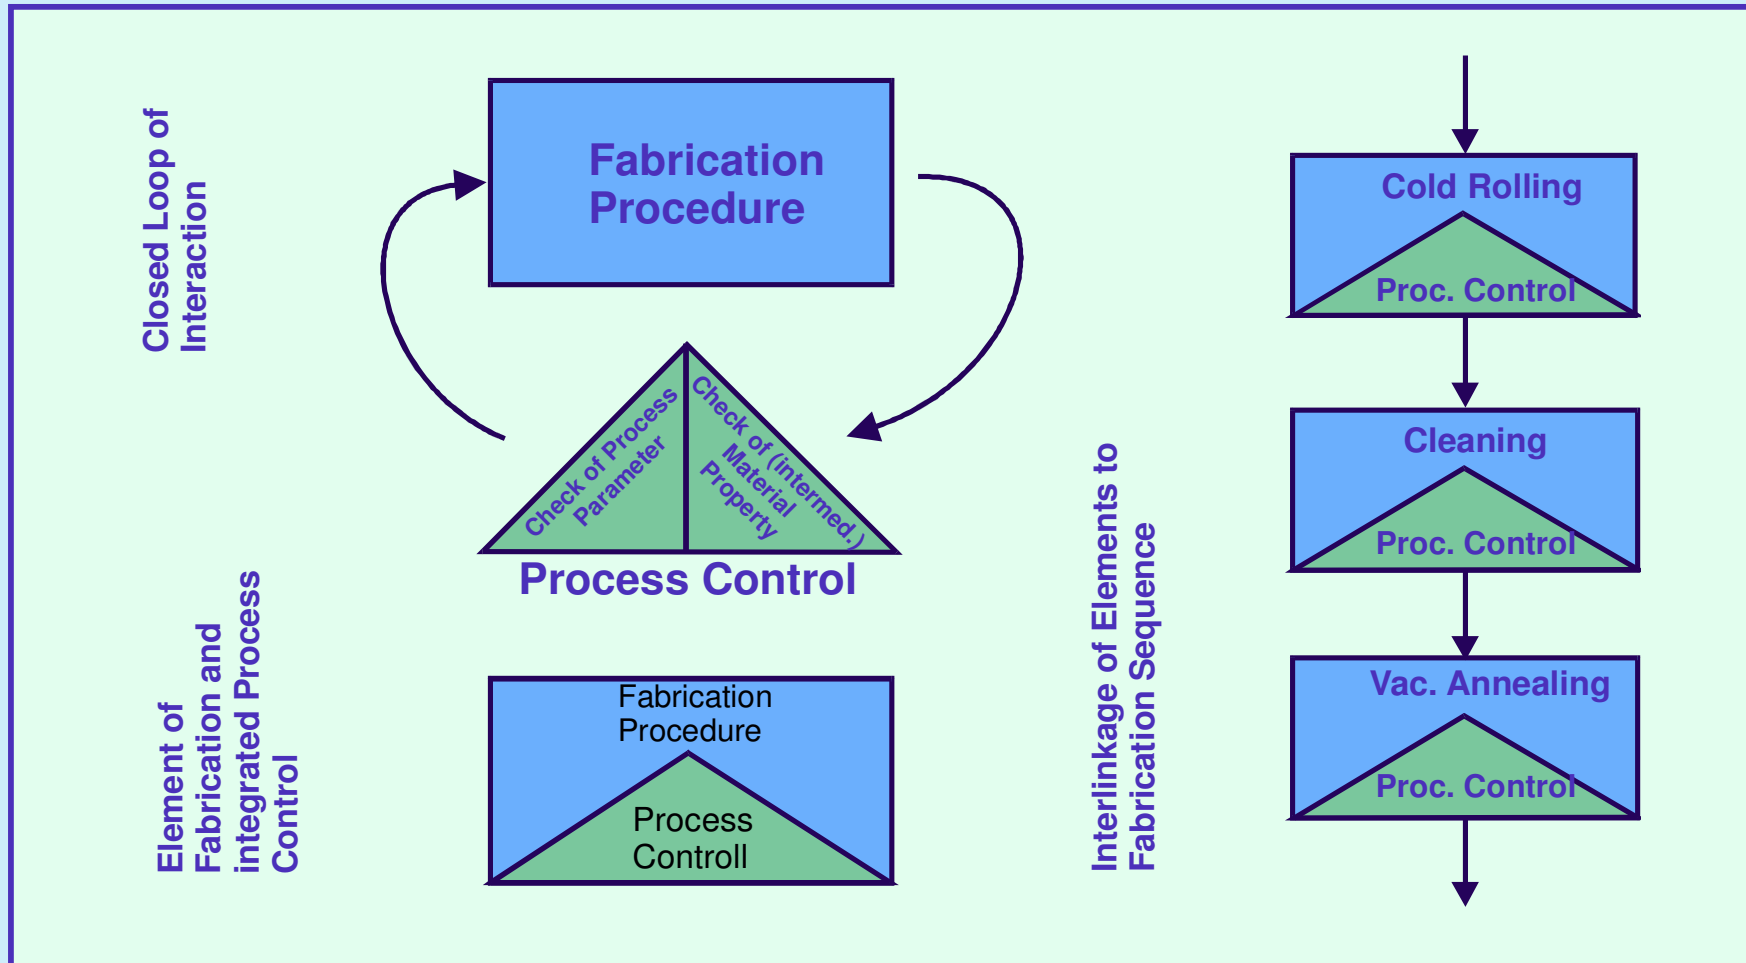 Closed Loop of
Interaction
Fabrication
Procedure
Check of Process
Parameter
Check of (intermed.)
Material
Property
Process Control
Element of
Fabrication and
integrated Process
Control
Fabrication
Procedure
Process
Controll
Interlinkage of Elements to
Fabrication Sequence
Cold Rolling
Proc. Control
Cleaning
Proc. Control
Vac. Annealing
Proc. Control